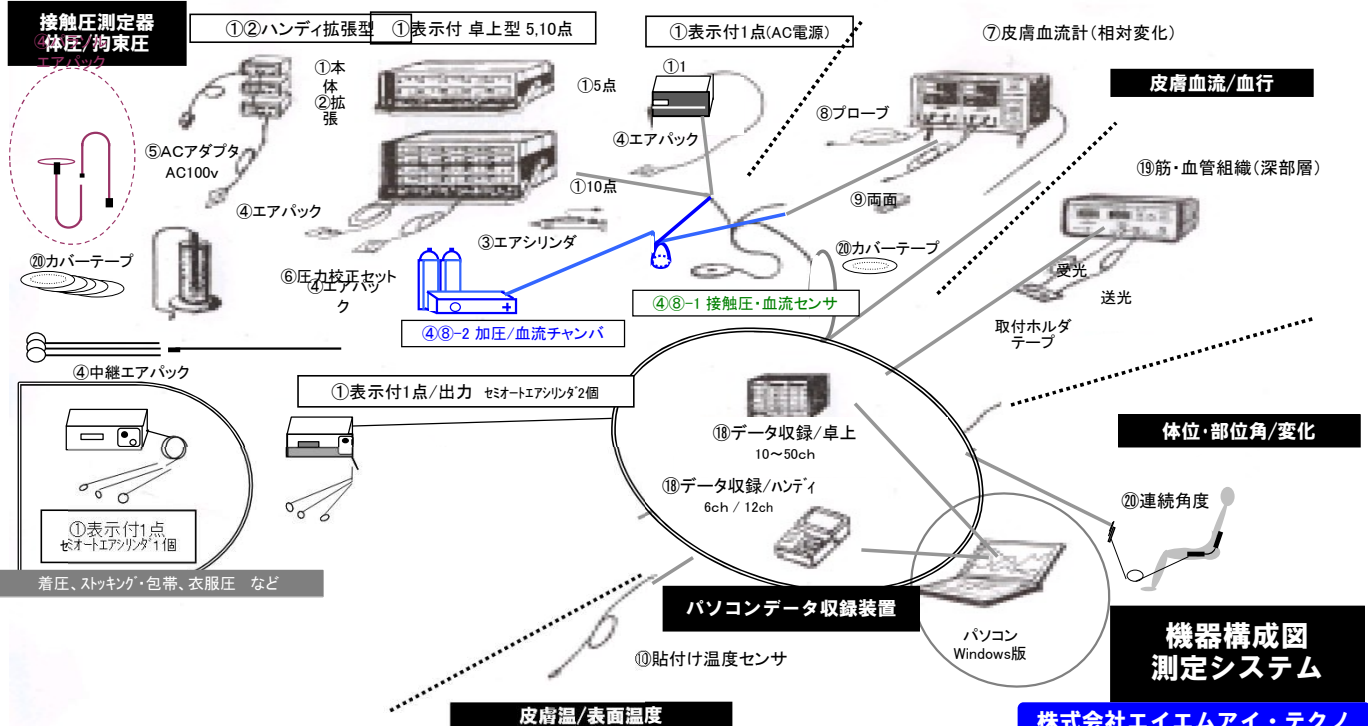 接触圧測定器
体圧/拘束圧
エアパック
①②ハンディ拡張型
①表示付 卓上型 5,10点
①表示付1点(AC電源)
⑦皮膚血流計(相対変化)
皮膚血流/血行
①本体
②拡張
①5点
①1
⑧プローブ
④エアパック
⑤ACアダプタ
AC100v
①10点
④エアパック
⑨両面
⑲筋・血管組織(深部層)
③エアシリンダ
⑳カバーテープ
⑳カバーテープ
⑥圧力校正セット
④エアパック
受光
送光
取付ホルダ
テープ
④⑧-1 接触圧・血流センサ
④⑧-2 加圧/血流チャンバ
④中継エアパック
①表示付1点/出力 セミオートエアシリンダ2個
⑱データ収録/卓上
10～50ch
体位・部位角/変化
⑱データ収録/ハンディ
6ch / 12ch
⑳連続角度
①表示付1点
セミオートエアシリンダ1個
着圧、ストッキング・包帯、衣服圧 など
パソコンデータ収録装置
パソコン
Windows版
機器構成図
測定システム
⑩貼付け温度センサ
皮膚温/表面温度
株式会社エイエムアイ・テクノ